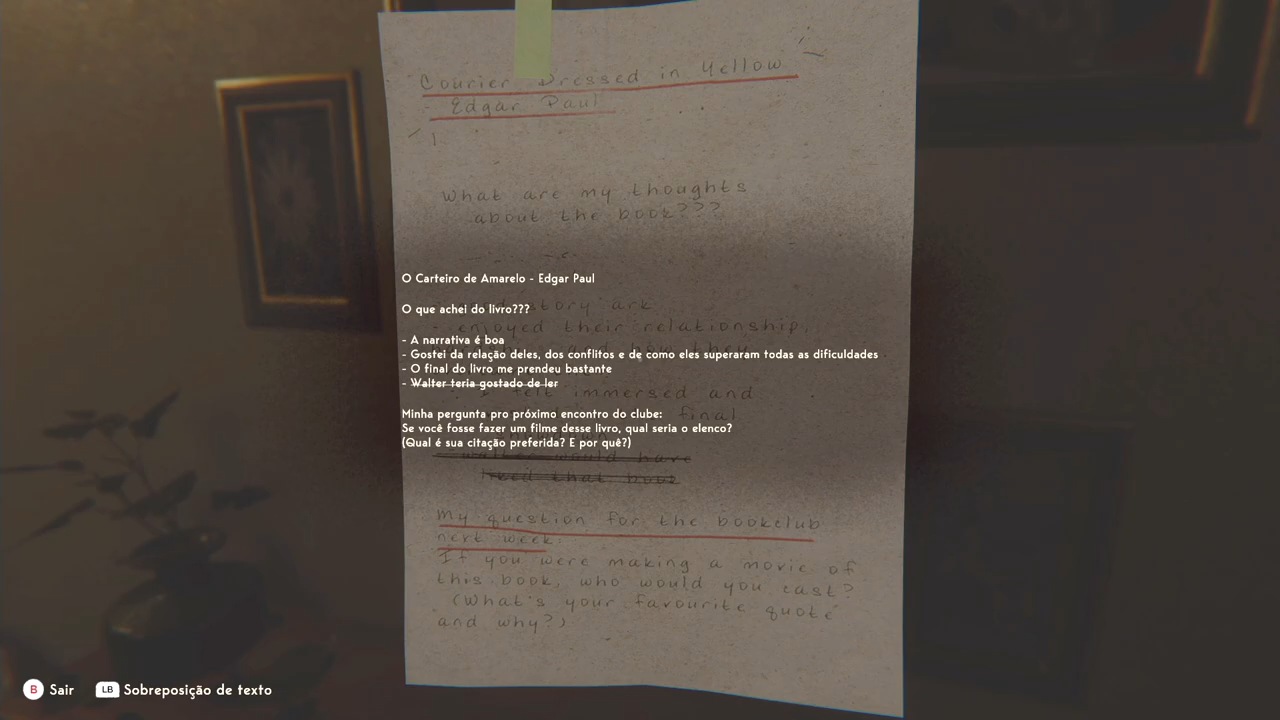 Courier Dressed in Yellow
- Edgar Paul
What are my thoughts
about the book???
O Carteiro de Amarelo - Edgar Paul
O que achei do livro???
story ark
- enjoyed their relationship,
- A narrativa é boa
- Gostei da relação deles, dos conflitos e de como eles superaram todas as dificuldades
- O final do livro me prendeu bastante
- Walter teria gostado de ler
I felt immersed and
final
Minha pergunta pro próximo encontro do clube:
Se você fosse fazer um filme desse livro, qual seria o elenco?
(Qual é sua citação preferida? E por quê?)
walter would have
liked that book
My question for the bookclub
next week:
If you were making a movie of
this book, who would you cast?
(What's your favourite quote
and why?)
B Sair LB Sobreposição de texto